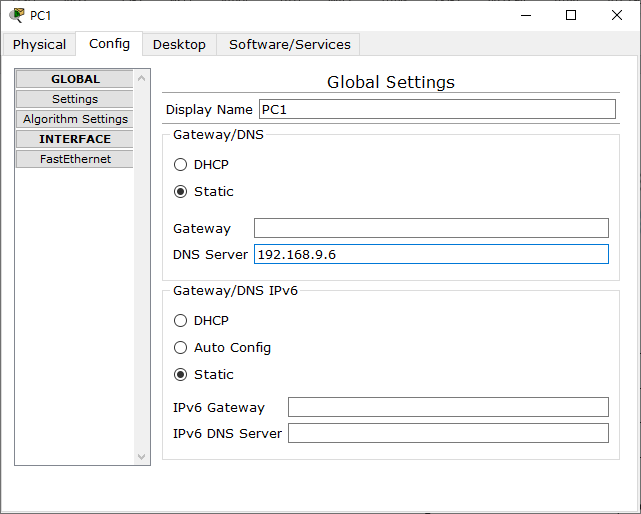 PC1
Physical Config Desktop Software/Services
GLOBAL
Settings
Algorithm Settings
INTERFACE
FastEthernet
Global Settings
Display Name PC1
Gateway/DNS
DHCP
Static
Gateway
DNS Server 192.168.9.6
Gateway/DNS IPv6
DHCP
Auto Config
Static
IPv6 Gateway
IPv6 DNS Server